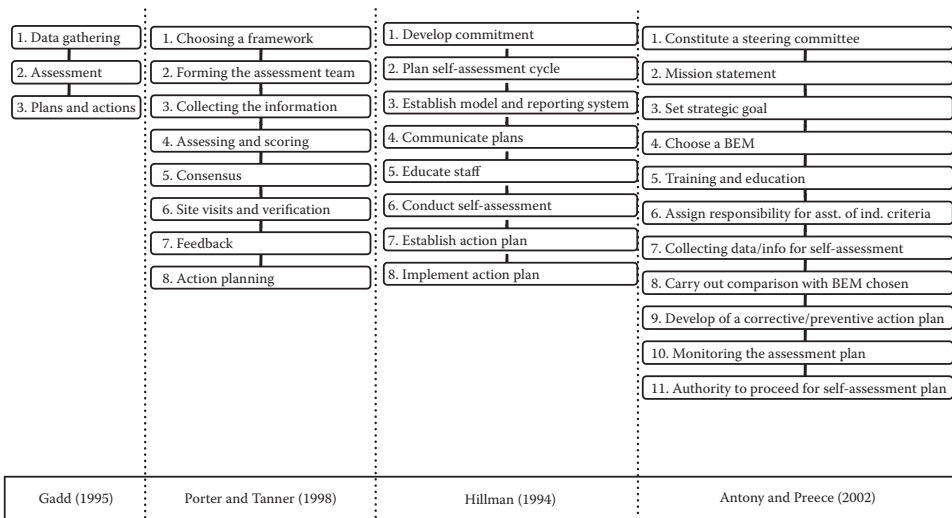 1. Data gathering
2. Assessment
3. Plans and actions
1. Choosing a framework
2. Forming the assessment team
3. Collecting the information
4. Assessing and scoring
5. Consensus
6. Site visits and verification
7. Feedback
8. Action planning
1. Develop commitment
2. Plan self-assessment cycle
3. Establish model and reporting system
4. Communicate plans
5. Educate staff
6. Conduct self-assessment
7. Establish action plan
8. Implement action plan
1. Constitute a steering committee
2. Mission statement
3. Set strategic goal
4. Choose a BEM
5. Training and education
6. Assign responsibility for asst. of ind. criteria
7. Collecting data/info for self-assessment
8. Carry out comparison with BEM chosen
9. Develop of a corrective/preventive action plan
10. Monitoring the assessment plan
11. Authority to proceed for self-assessment plan
Gadd (1995)
Porter and Tanner (1998)
Hillman (1994)
Antony and Preece (2002)